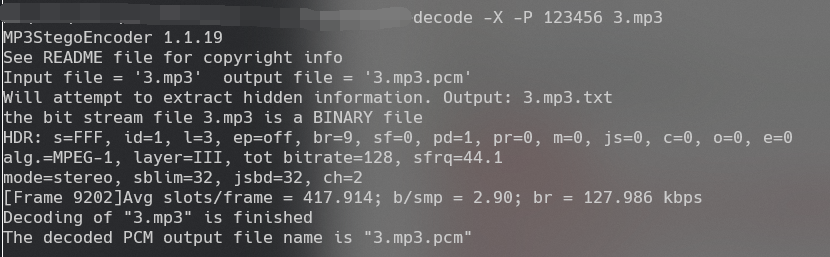 decode -X -P 123456 3.mp3
MP3StegoEncoder 1.1.19
See README file for copyright info
Input file = '3.mp3'  output file = '3.mp3.pcm'
Will attempt to extract hidden information. Output: 3.mp3.txt
the bit stream file 3.mp3 is a BINARY file
HDR: s=FFF, id=1, l=3, ep=off, br=9, sf=0, pd=1, pr=0, m=0, js=0, c=0, o=0, e=0
alg.=MPEG-1, layer=III, tot bitrate=128, sfrq=44.1
mode=stereo, sblim=32, jsbd=32, ch=2
[Frame 9202]Avg slots/frame = 417.914; b/smp = 2.90; br = 127.986 kbps
Decoding of "3.mp3" is finished
The decoded PCM output file name is "3.mp3.pcm"